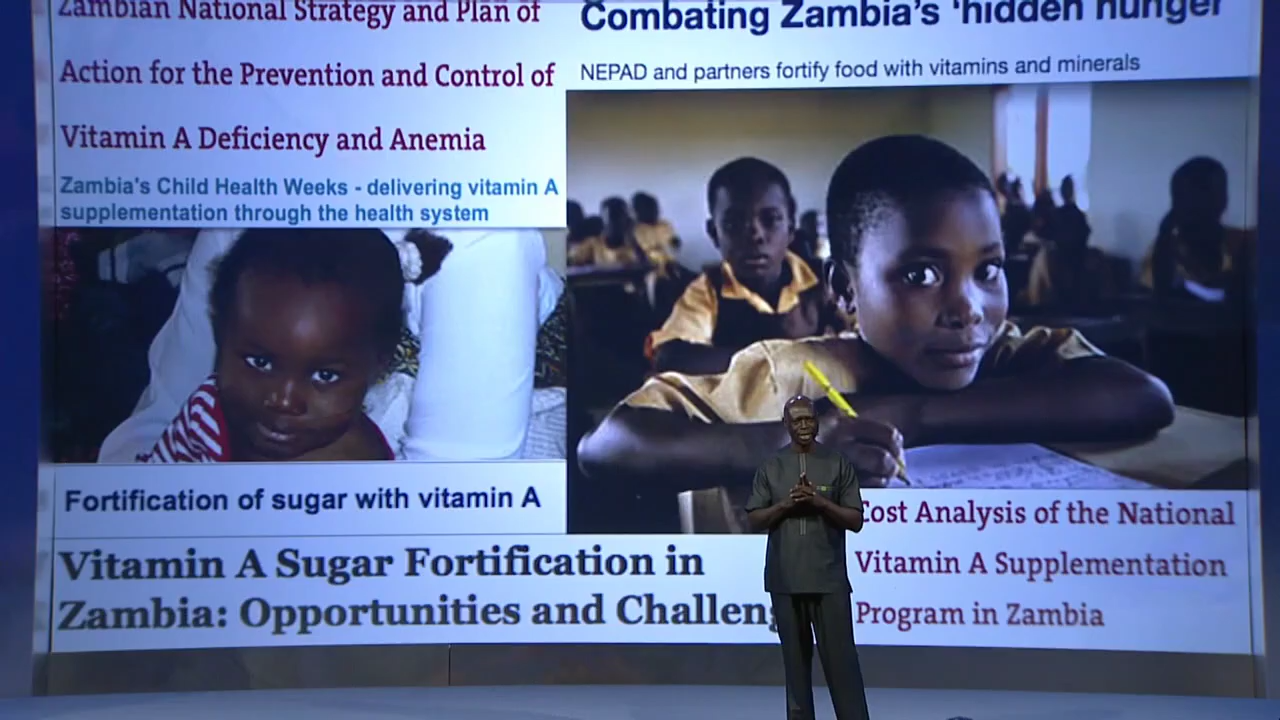 Zambian National Strategy and Plan of
Action for the Prevention and Control of
Vitamin A Deficiency and Anemia
Zambia's Child Health Weeks - delivering vitamin A
supplementation through the health system
Fortification of sugar with vitamin A
Vitamin A Sugar Fortification in
Zambia: Opportunities and Challeng
Combating Zambia's 'hidden hunger
NEPAD and partners fortify food with vitamins and minerals
Cost Analysis of the National
Vitamin A Supplementation
Program in Zambia